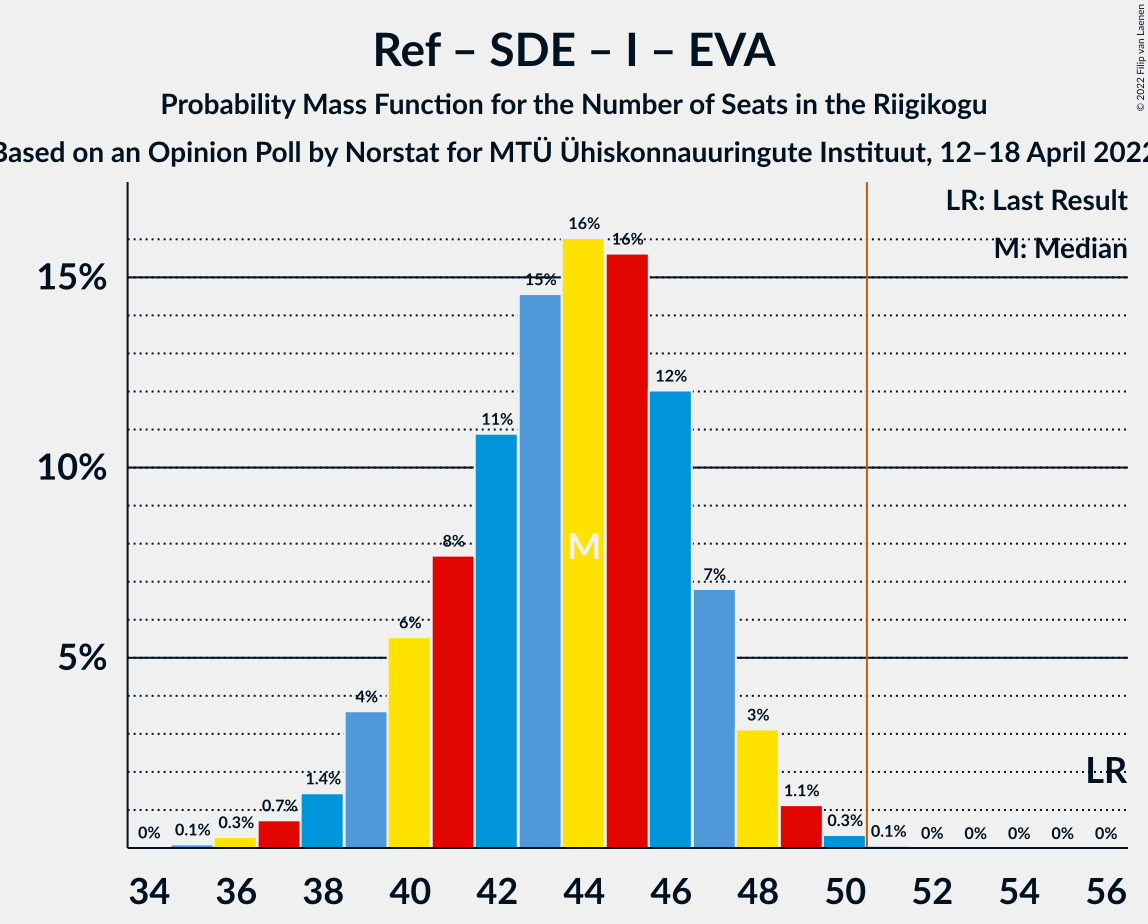 Ref – SDE – I – EVA
Probability Mass Function for the Number of Seats in the Riigikogu
Based on an Opinion Poll by Norstat for MTÜ Ühiskonnauuringute Instituut, 12–18 April 2022
© 2022 Filip van Laenen
LR: Last Result
M: Median
15%
10%
5%
0%
0.1%
0.3%
0.7%
1.4%
4%
6%
8%
11%
15%
16%
16%
12%
7%
3%
1.1%
0.3%
0.1%
0%
0%
0%
0%
0%
M
LR
34 36 38 40 42 44 46 48 50 52 54 56